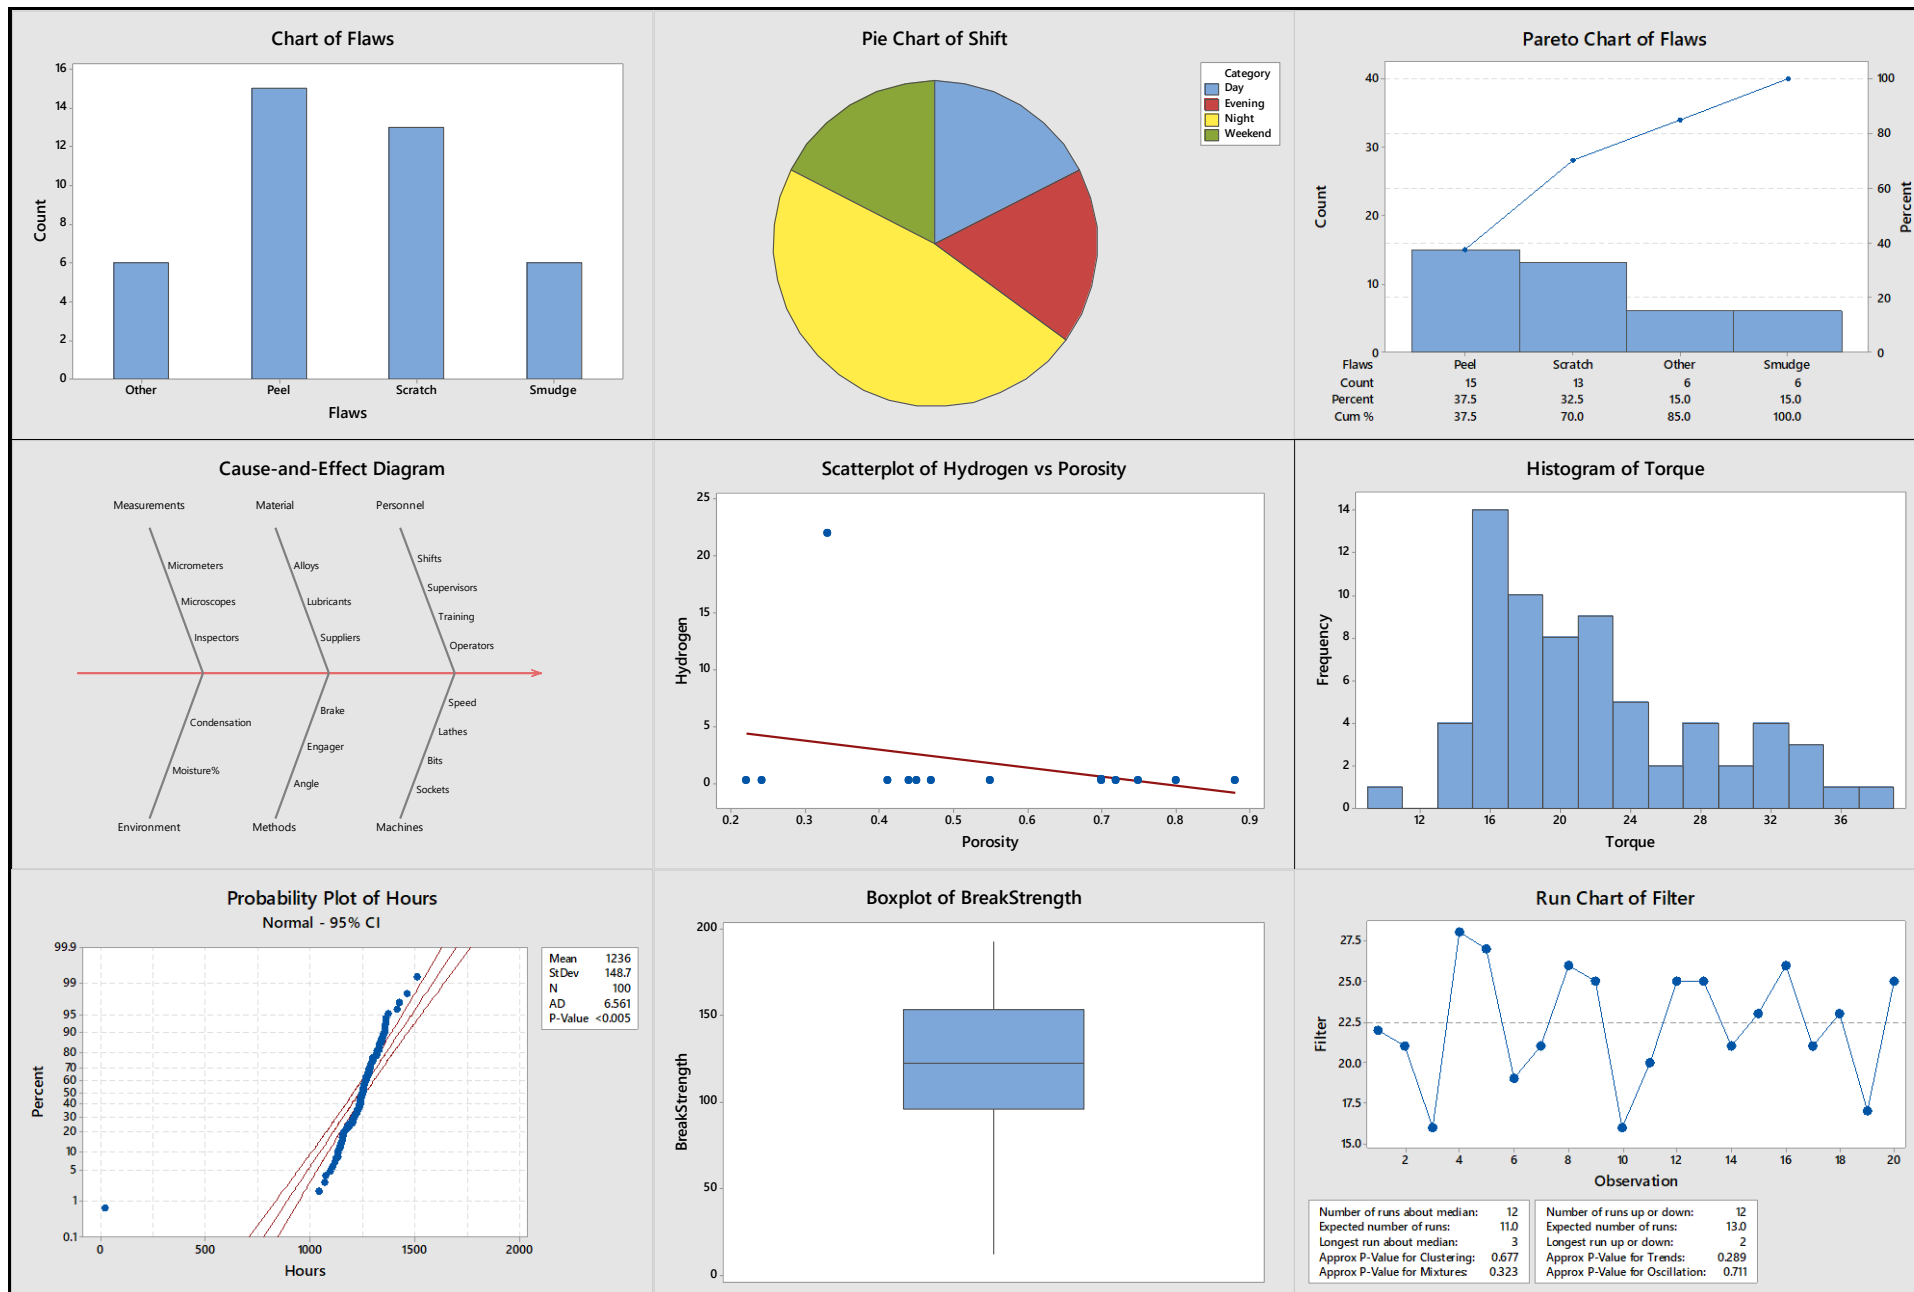 Chart of Flaws
16
14
12
10
8
6
4
2
0
Count
Other Peel Scratch Smudge
Flaws
Pie Chart of Shift
Category
Day
Evening
Night
Weekend
Pareto Chart of Flaws
40
30
20
10
0
Count
100
80
60
40
20
0
Percent
Flaws Peel Scratch Other Smudge
Count 15 13 6 6
Percent 37.5 32.5 15.0 15.0
Cum % 37.5 70.0 85.0 100.0
Cause-and-Effect Diagram
Measurements Material Personnel
Micrometers
Microscopes
Inspectors
Alloys
Lubricants
Suppliers
Shifts
Supervisors
Training
Operators
Condensation
Moisture%
Brake
Engager
Angle
Speed
Lathes
Bits
Sockets
Environment Methods Machines
Scatterplot of Hydrogen vs Porosity
25
20
15
10
5
0
Hydrogen
0.2 0.3 0.4 0.5 0.6 0.7 0.8 0.9
Porosity
Histogram of Torque
14
12
10
8
6
4
2
0
Frequency
12 16 20 24 28 32 36
Torque
Probability Plot of Hours
Normal - 95% CI
99.9
99
95
90
80
70
60
50
40
30
20
10
5
1
0.1
Percent
0 500 1000 1500 2000
Hours
Mean 1236
StDev 148.7
N 100
AD 6.561
P-Value <0.005
Boxplot of BreakStrength
200
150
100
50
0
BreakStrength
Run Chart of Filter
27.5
25.0
22.5
20.0
17.5
15.0
Filter
2 4 6 8 10 12 14 16 18 20
Observation
Number of runs about median: 12
Expected number of runs: 11.0
Longest run about median: 3
Approx P-Value for Clustering: 0.677
Approx P-Value for Mixtures: 0.323
Number of runs up or down: 12
Expected number of runs: 13.0
Longest run up or down: 2
Approx P-Value for Trends: 0.289
Approx P-Value for Oscillation: 0.711